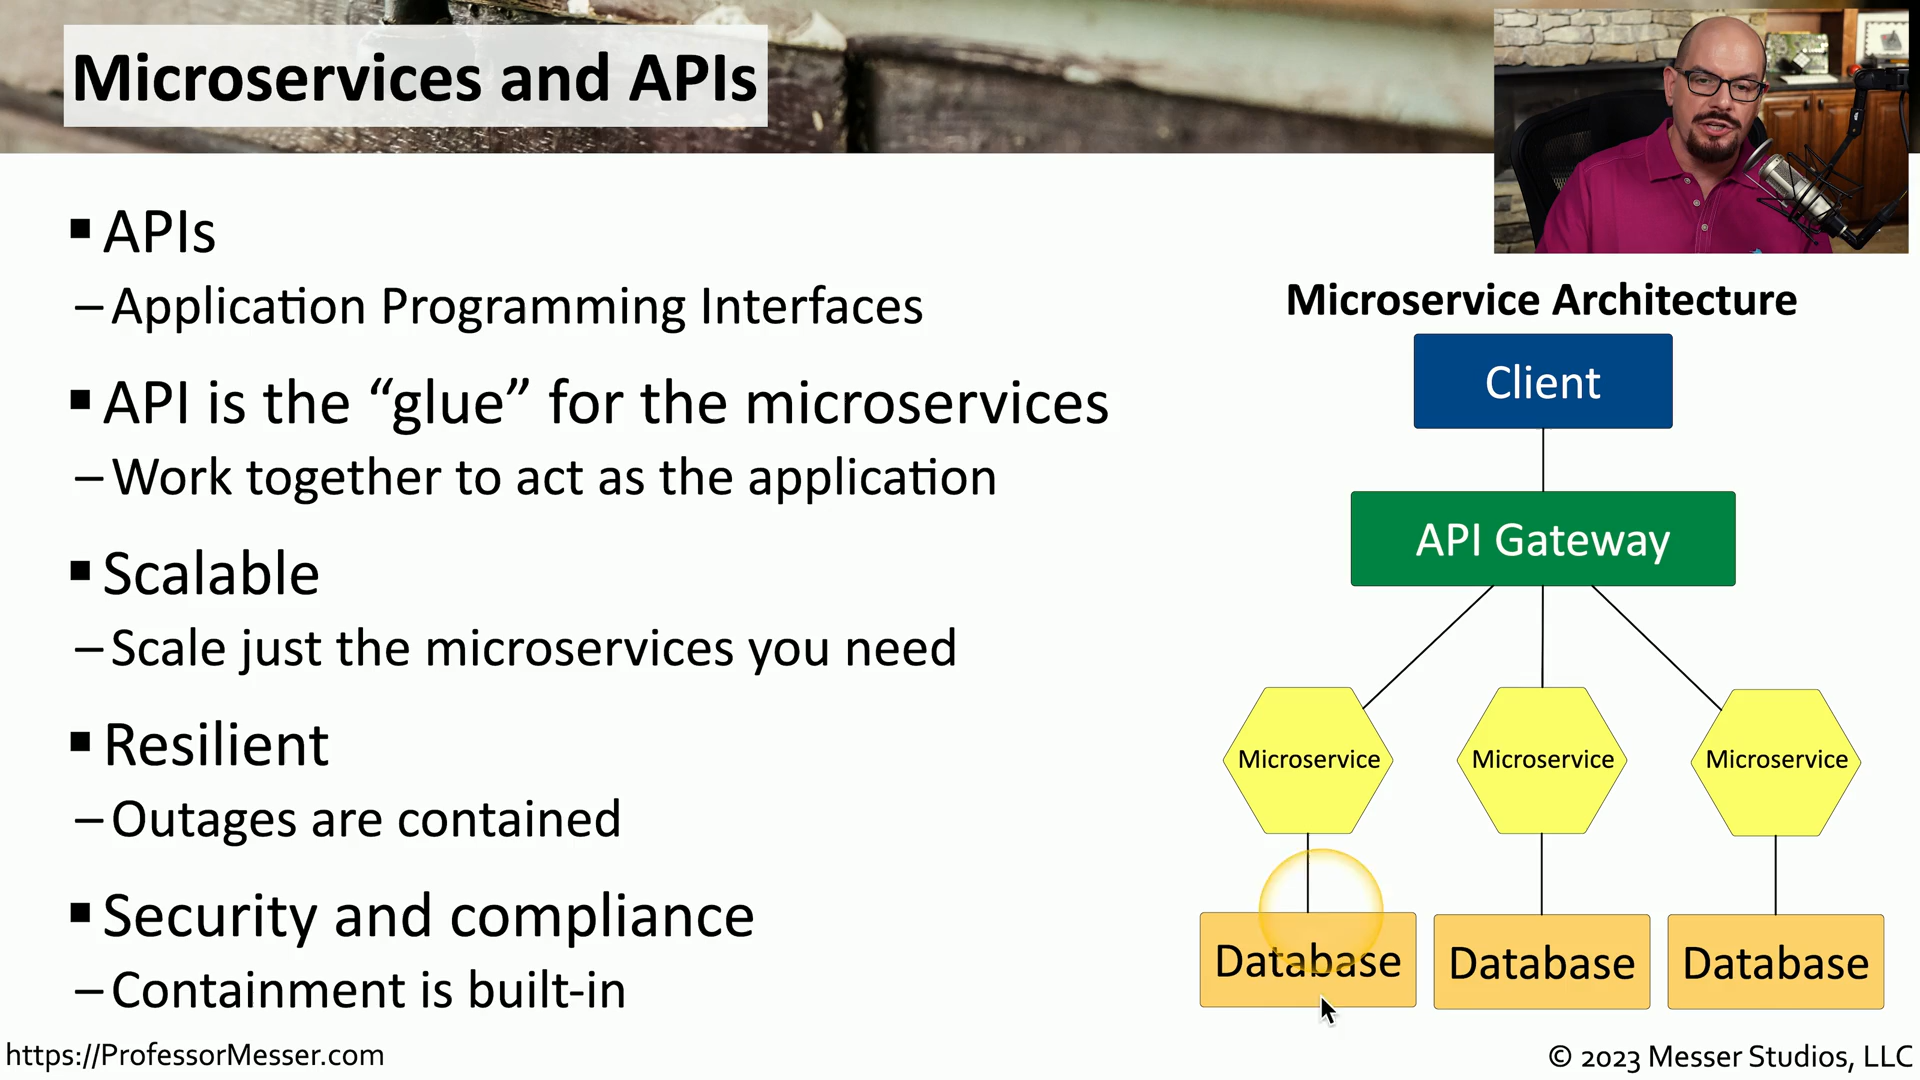 Microservices and APIs
▪ APIs
– Application Programming Interfaces
▪ API is the “glue” for the microservices
– Work together to act as the application
▪ Scalable
– Scale just the microservices you need
▪ Resilient
– Outages are contained
▪ Security and compliance
– Containment is built-in
Microservice Architecture
Client
API Gateway
Microservice Microservice Microservice
Database Database Database
https://ProfessorMesser.com
© 2023 Messer Studios, LLC